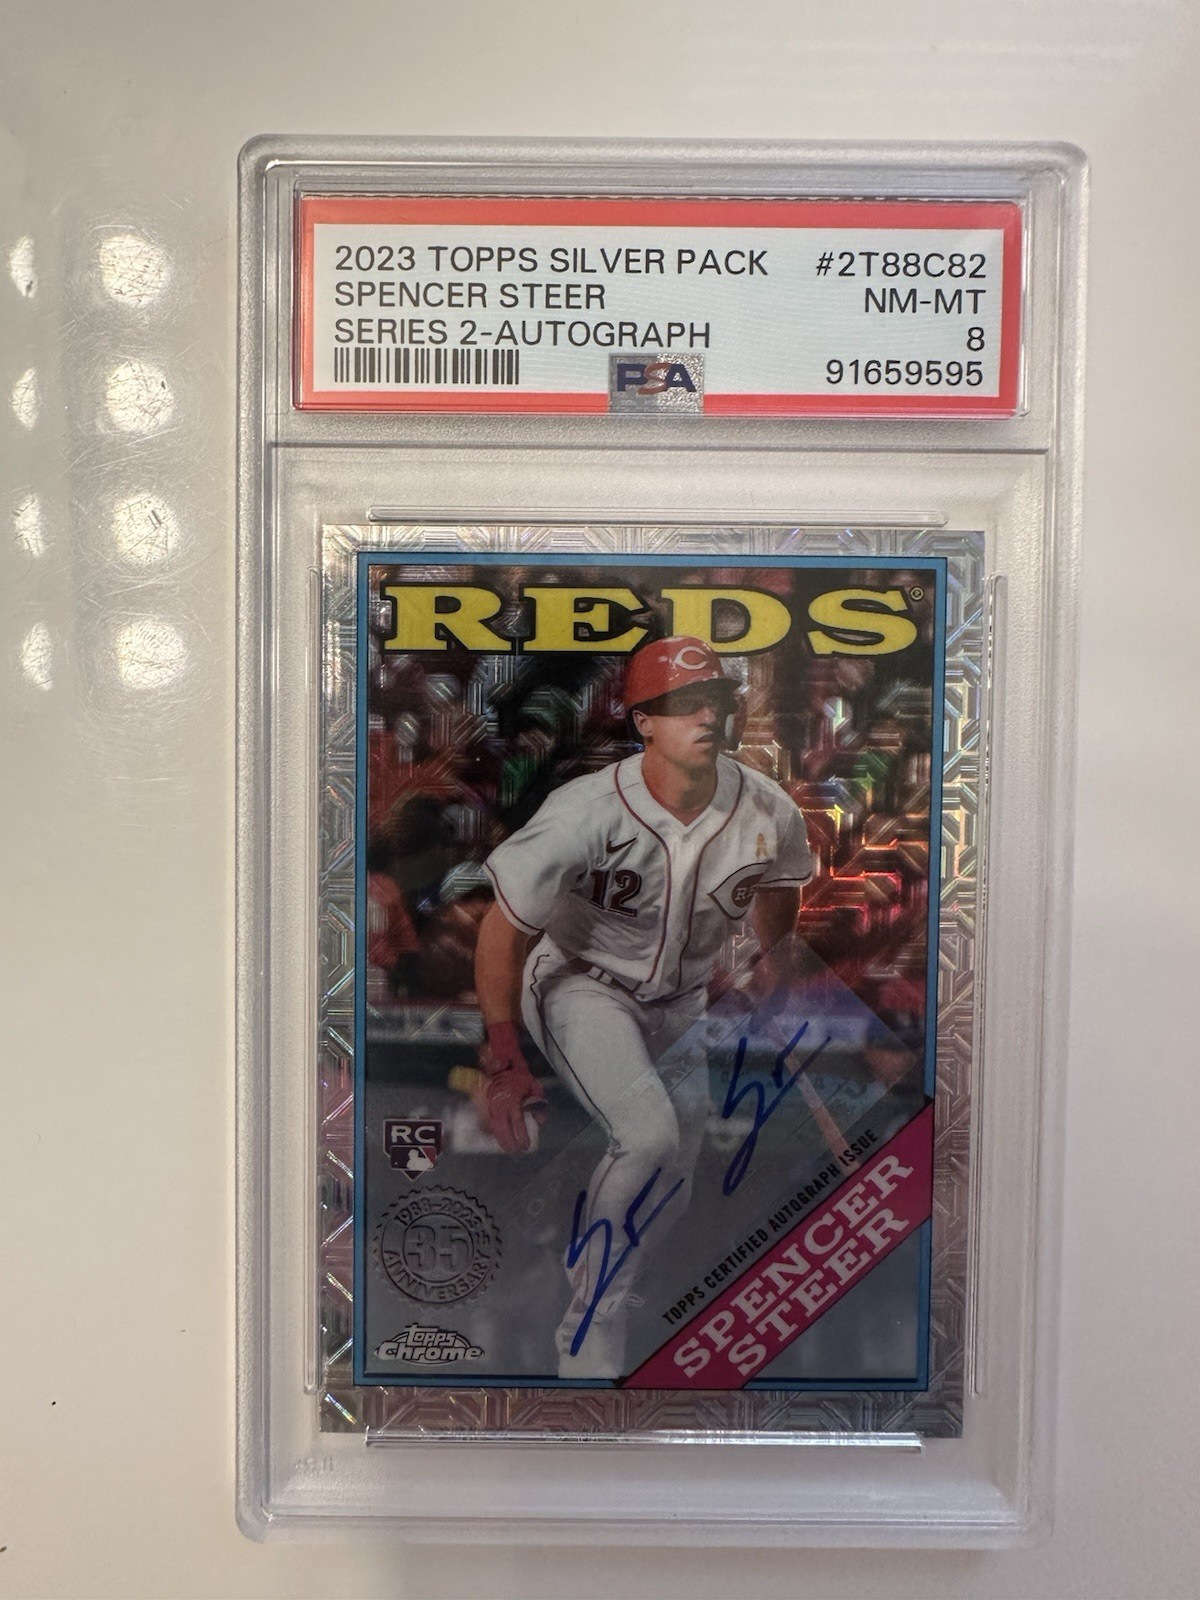 2023 TOPPS SILVER PACK #2T88C82
SPENCER STEER NM-MT
SERIES 2-AUTOGRAPH 8
91659595
PSA
REDS
C
12
RC
1988-2023
35TH
ANNIVERSARY
TOPPS CERTIFIED AUTOGRAPH ISSUE
SPENCER
STEER
topps
Chrome